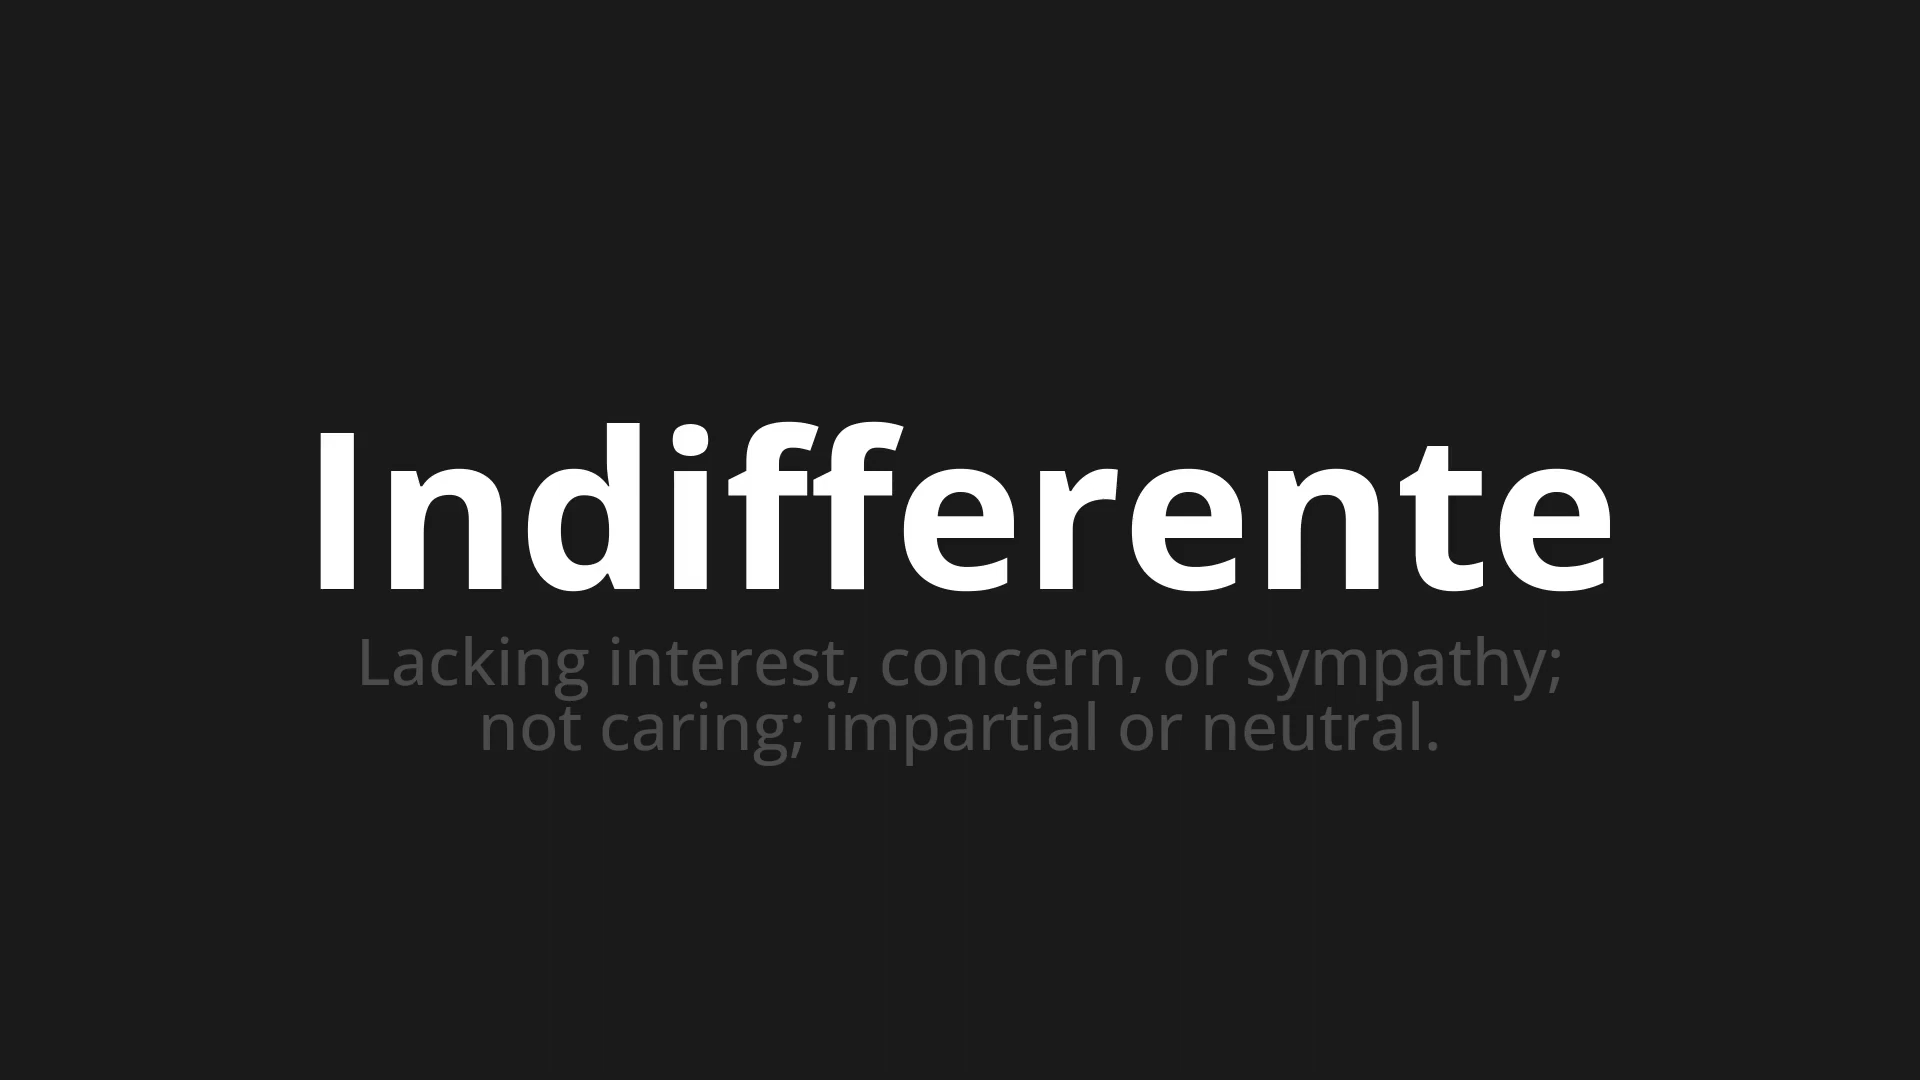 Indifferente
Lacking interest, concern, or sympathy;
not caring; impartial or neutral.